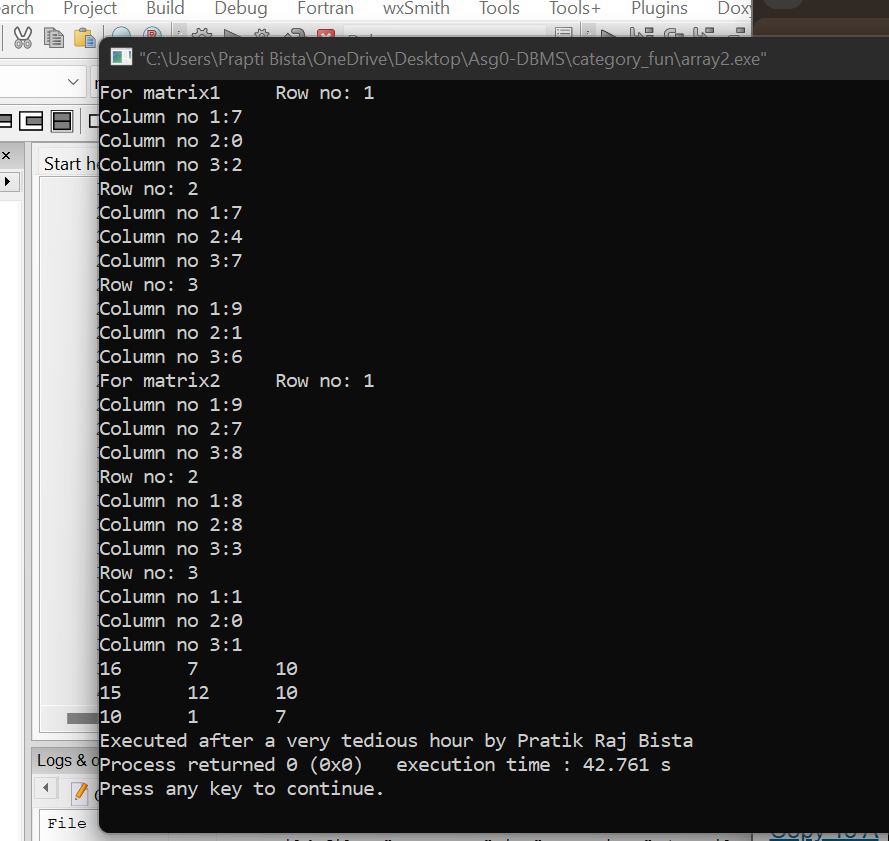 Project Build Debug Fortran wxSmith Tools Tools+ Plugins
"C:\Users\Prapti Bista\OneDrive\Desktop\Asg0-DBMS\category_fun\array2.exe"
Start
For matrix1 Row no: 1
Column no 1:7
Column no 2:0
Column no 3:2
Row no: 2
Column no 1:7
Column no 2:4
Column no 3:7
Row no: 3
Column no 1:9
Column no 2:1
Column no 3:6
For matrix2 Row no: 1
Column no 1:9
Column no 2:7
Column no 3:8
Row no: 2
Column no 1:8
Column no 2:8
Column no 3:3
Row no: 3
Column no 1:1
Column no 2:0
Column no 3:1
16 7 10
15 12 10
10 1 7
Executed after a very tedious hour by Pratik Raj Bista
Process returned 0 (0x0) execution time : 42.761 s
Press any key to continue.
Logs &
File